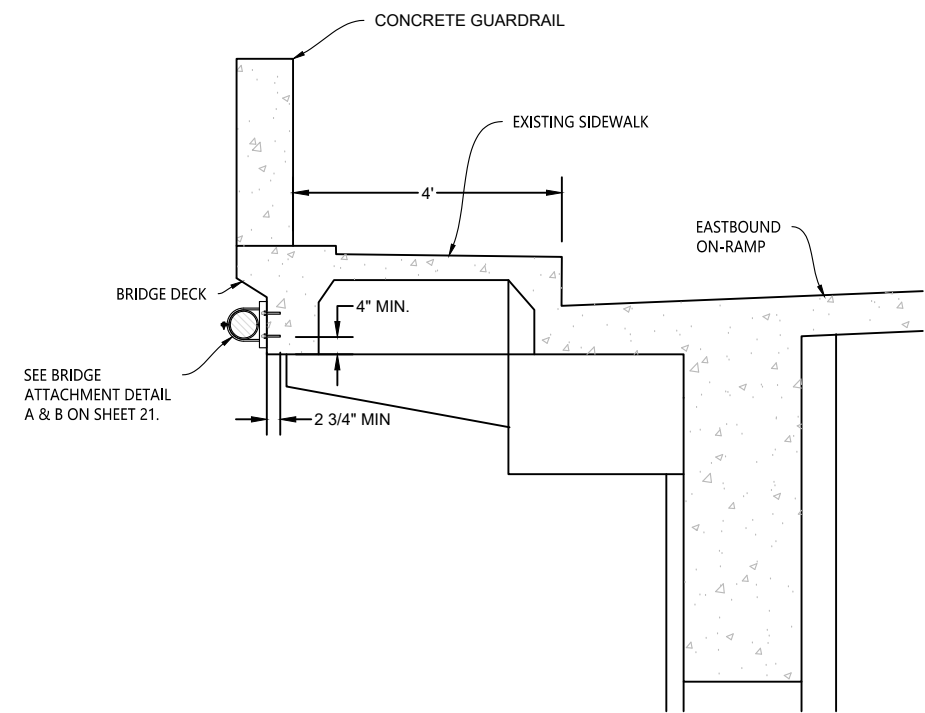 CONCRETE GUARDRAIL
EXISTING SIDEWALK
4'
EASTBOUND
ON-RAMP
BRIDGE DECK
4" MIN.
SEE BRIDGE
ATTACHMENT DETAIL
A & B ON SHEET 21.
2 3/4" MIN